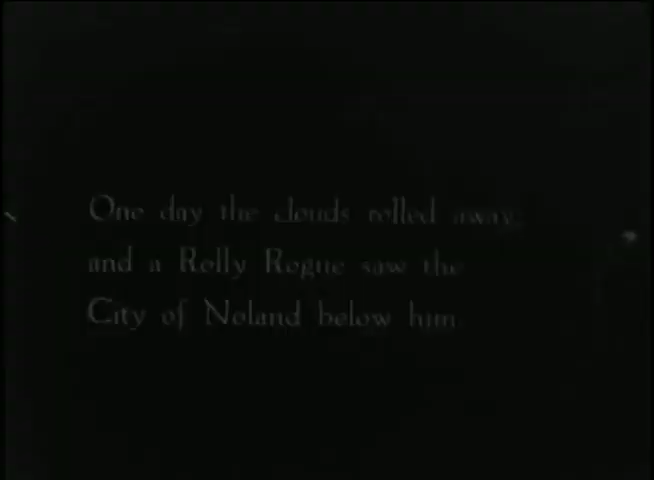 One day the clouds rolled away,
and a Rolly Rogue saw the
City of Noland below him.